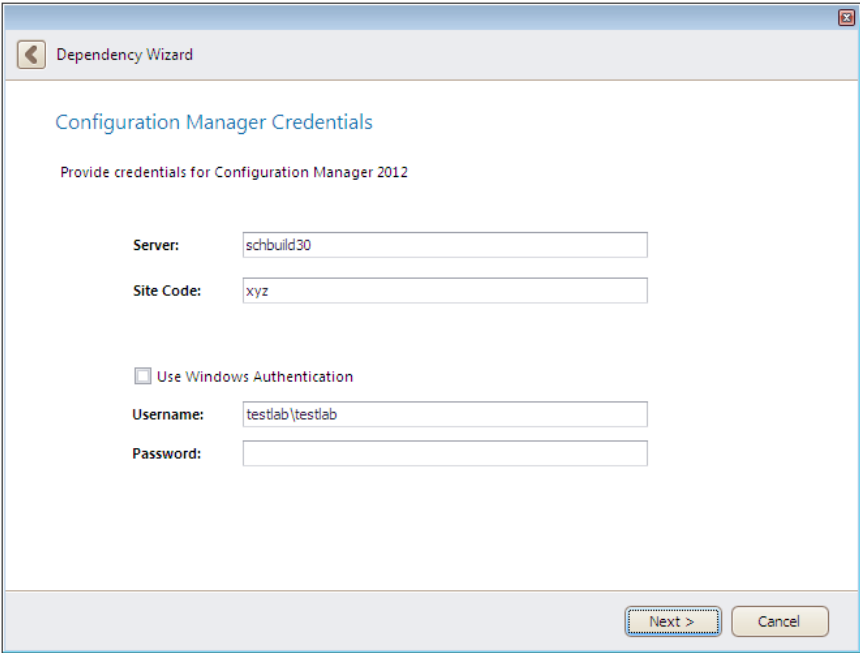 Dependency Wizard
Configuration Manager Credentials
Provide credentials for Configuration Manager 2012
Server: schbuild30
Site Code: xyz
Use Windows Authentication
Username: testlab\testlab
Password:
Next > Cancel